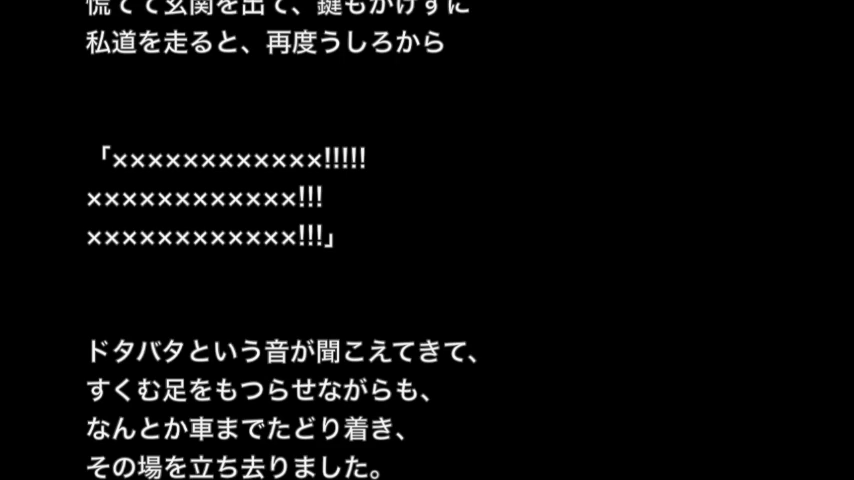 慌てて玄関を出て、鍵もかけずに
私道を走ると、再度うしろから
「××××××××××××!!!!!
××××××××××××!!!
××××××××××××!!!」
ドタバタという音が聞こえてきて、
すくむ足をもつらせながらも、
なんとか車までたどり着き、
その場を立ち去りました。